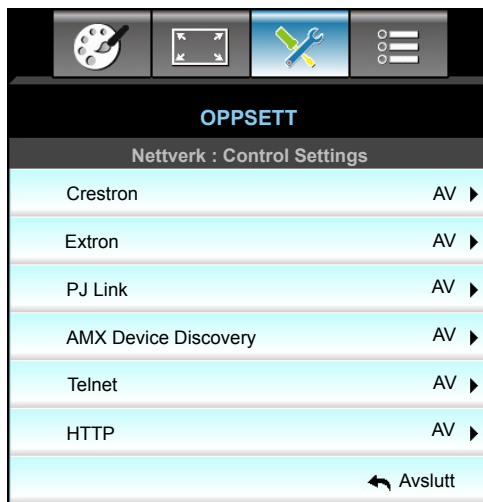 OPPSETT
Nettverk : Control Settings
Crestron AV
Extron AV
PJ Link AV
AMX Device Discovery AV
Telnet AV
HTTP AV
Avslutt